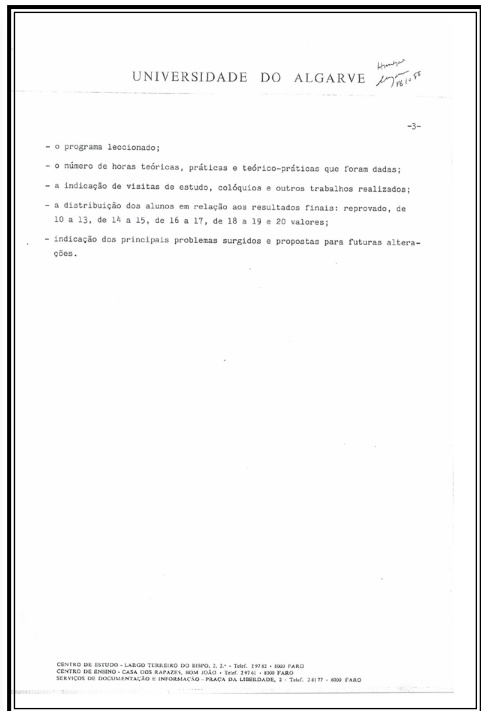 UNIVERSIDADE DO ALGARVE
-3-
- o programa leccionado;
- o número de horas teóricas, práticas e teórico-práticas que foram dadas;
- a indicação de visitas de estudo, colóquios e outros trabalhos realizados;
- a distribuição dos alunos em relação aos resultados finais: reprovado, de
10 a 13, de 14 a 15, de 16 a 17, de 18 a 19 e 20 valores;
- indicação dos principais problemas surgidos e propostas para futuras altera-
ções.
CENTRO DE ESTUDO - LARGO TERREIRO DO BISPO, 2, 2.º - Telef. 29782 - 8000 FARO
CENTRO DE ENSINO - CASA DOS RAPAZES, BOM JOÃO - Telef. 29761 - 8000 FARO
SERVIÇOS DE DOCUMENTAÇÃO E INFORMAÇÃO - PRAÇA DA LIBERDADE, 2 - Telef. 28177 - 8000 FARO